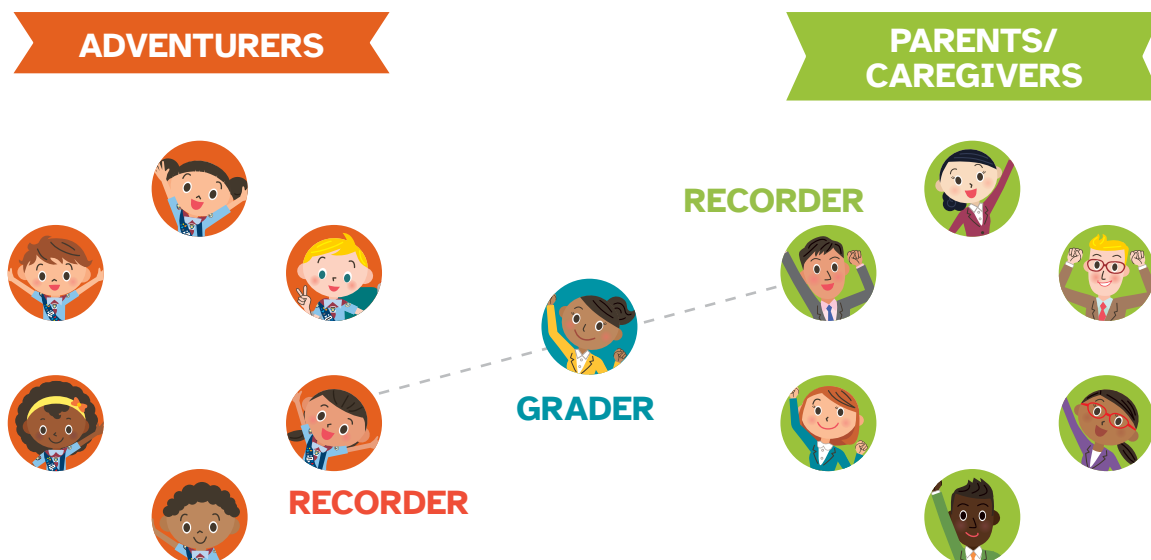 ADVENTURERS
PARENTS/
CAREGIVERS
RECORDER
GRADER
RECORDER